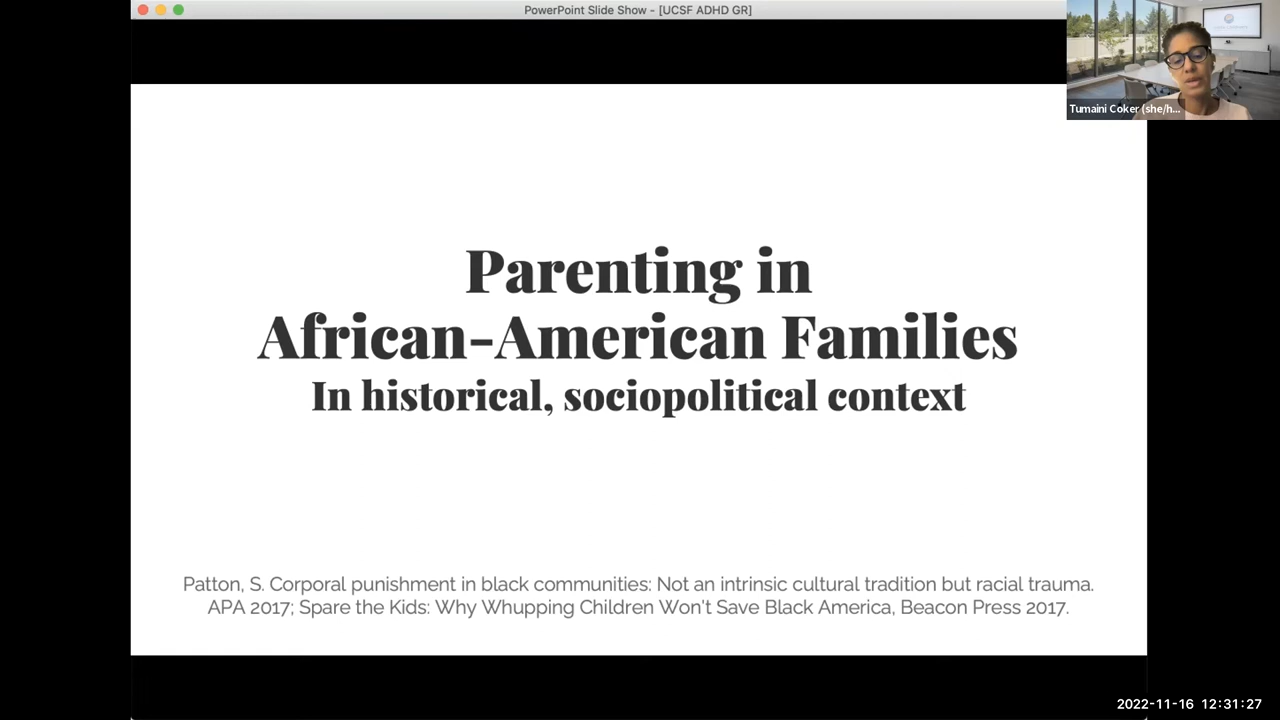 PowerPoint Slide Show - [UCSF ADHD GR]
Tumaini Coker (she/h...
Parenting in
African-American Families
In historical, sociopolitical context
Patton, S. Corporal punishment in black communities: Not an intrinsic cultural tradition but racial trauma.
APA 2017; Spare the Kids: Why Whupping Children Won't Save Black America, Beacon Press 2017.
2022-11-16 12:31:27